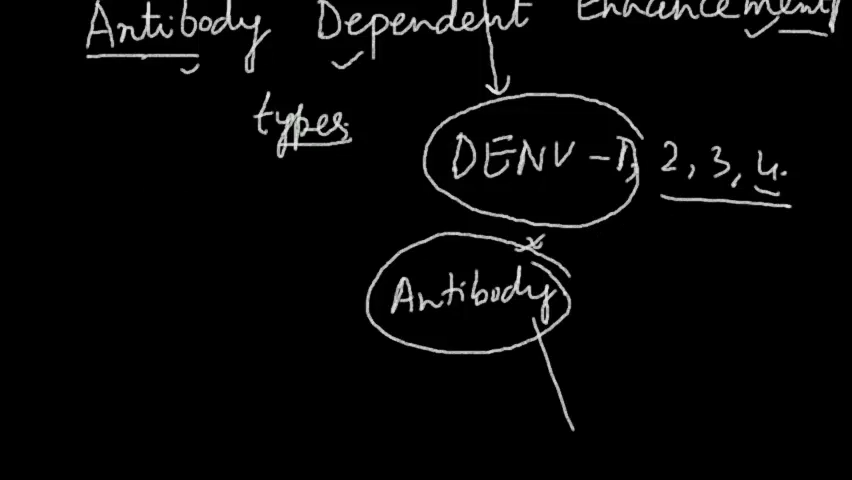 Antibody Dependent Enhancement
types.
DENV - 1, 2, 3, 4.
Antibody